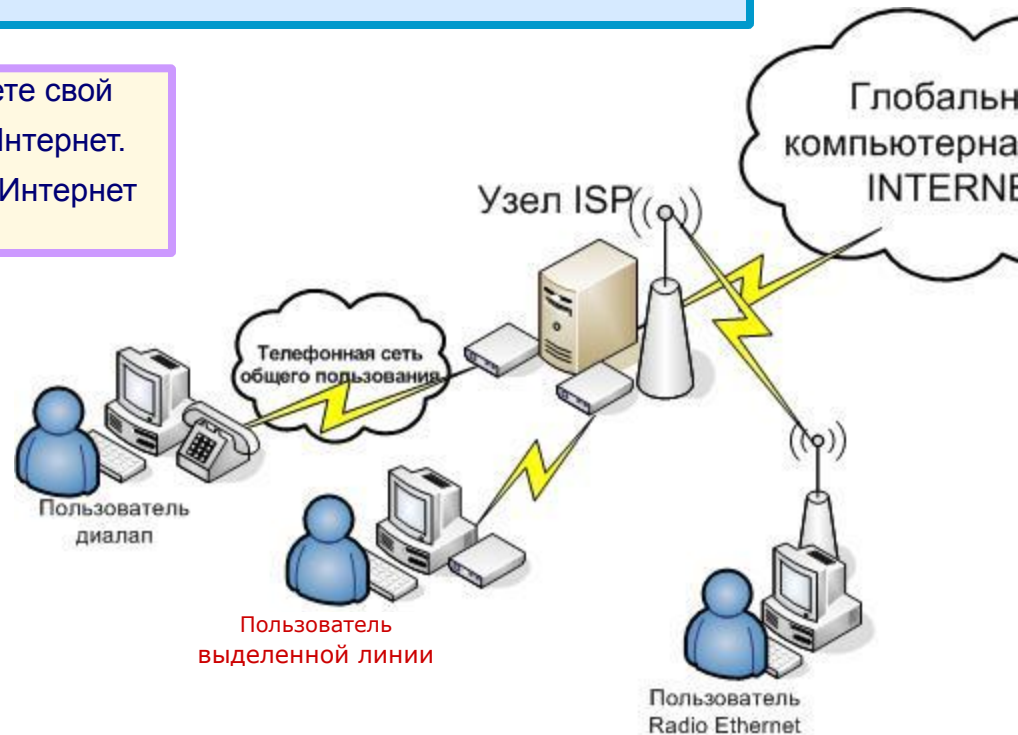 ете свой
Интернет.
Интернет
Глобальн
компьютерна
INTERNE
Узел ISP
Телефонная сеть
общего пользования
Пользователь
диалап
Пользователь
выделенной линии
Пользователь
Radio Ethernet